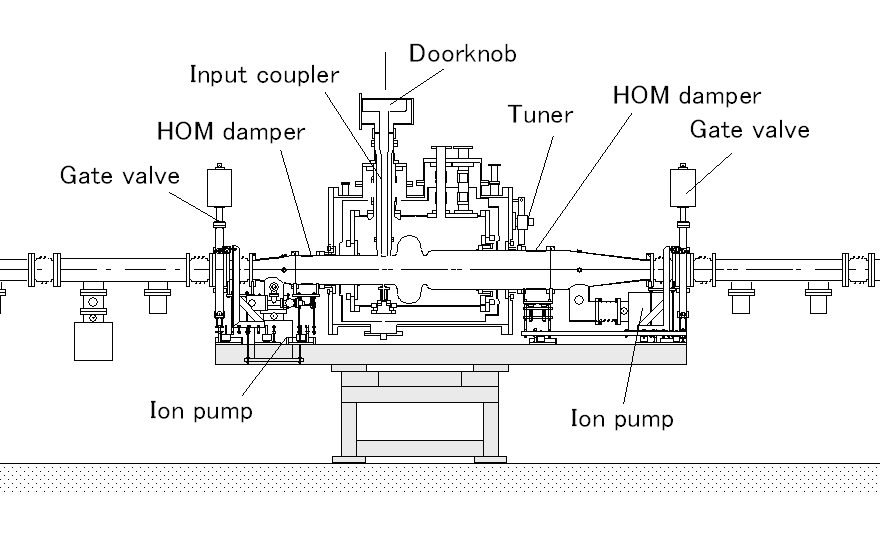 Doorknob
Input coupler
HOM damper
Tuner
HOM damper
Gate valve
Gate valve
Ion pump
Ion pump